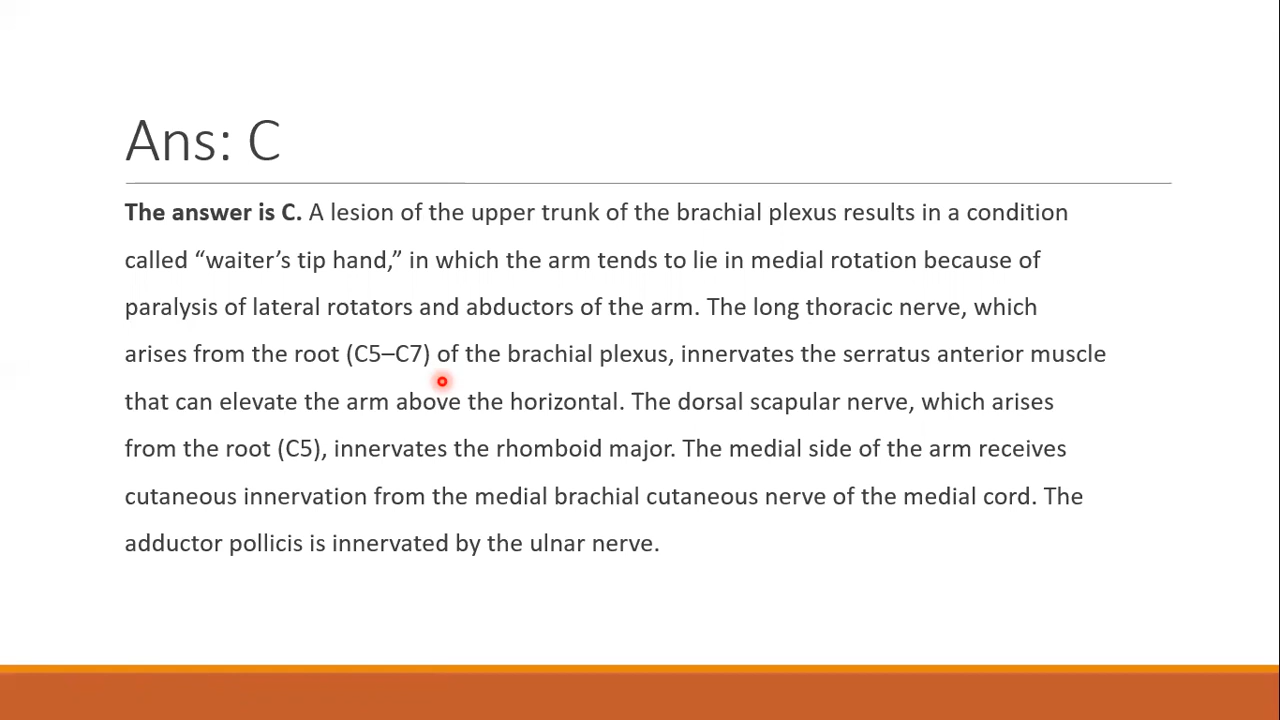 Ans: C
The answer is C. A lesion of the upper trunk of the brachial plexus results in a condition
called “waiter’s tip hand,” in which the arm tends to lie in medial rotation because of
paralysis of lateral rotators and abductors of the arm. The long thoracic nerve, which
arises from the root (C5–C7) of the brachial plexus, innervates the serratus anterior muscle
that can elevate the arm above the horizontal. The dorsal scapular nerve, which arises
from the root (C5), innervates the rhomboid major. The medial side of the arm receives
cutaneous innervation from the medial brachial cutaneous nerve of the medial cord. The
adductor pollicis is innervated by the ulnar nerve.